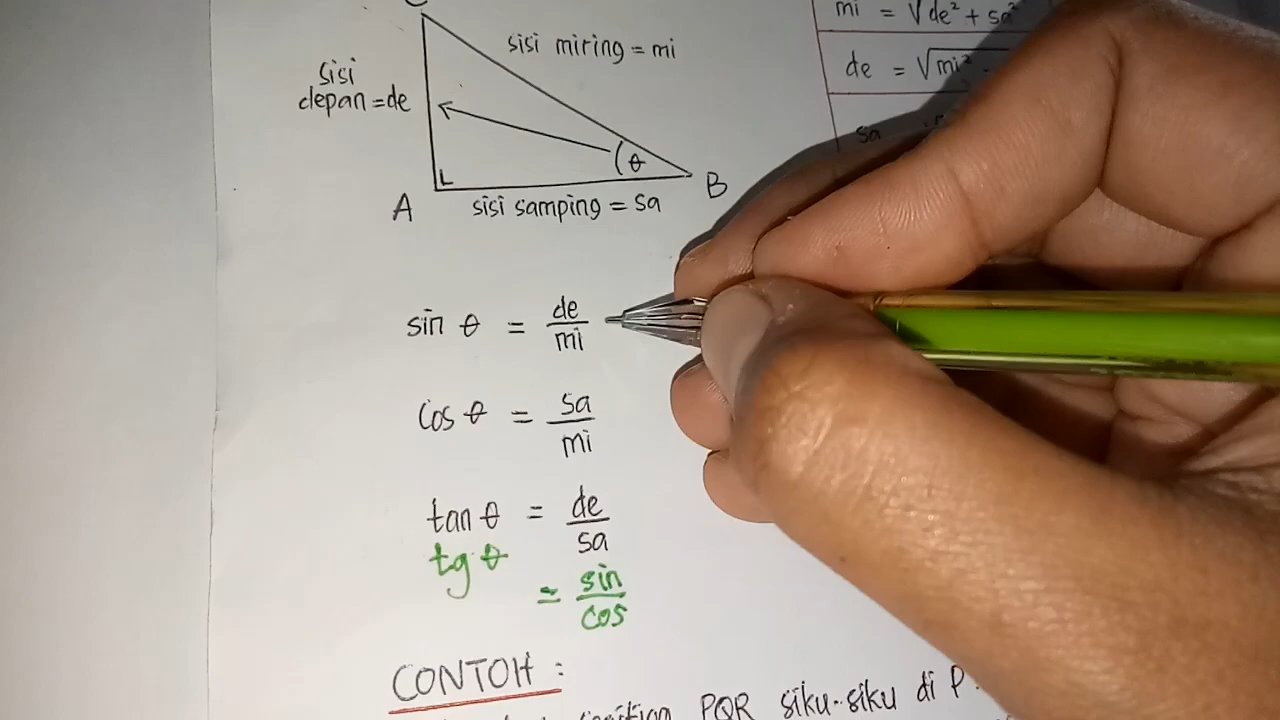 C
sisi miring = mi
sisi
depan = de
θ
A
B
sisi samping = sa
mi = √de² + sa²
de = √mi² -
sa
sin θ = de/mi
cos θ = sa/mi
tan θ = de/sa
tg θ
= sin/cos
CONTOH :
PQR siku-siku di P.